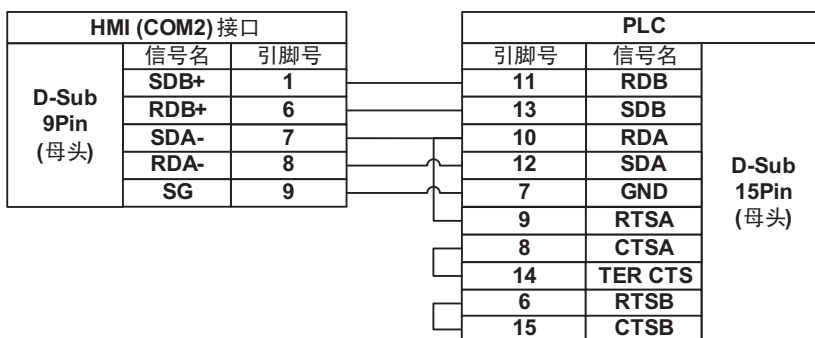 HMI (COM2) 接口 PLC
信号名 引脚号 引脚号 信号名
SDB+ 1 11 RDB
RDB+ 6 13 SDB
SDA- 7 10 RDA
RDA- 8 12 SDA
SG 9 7 GND
9 RTSA
8 CTSA
14 TER CTS
6 RTSB
15 CTSB
D-Sub
9Pin
(母头)
D-Sub
15Pin
(母头)